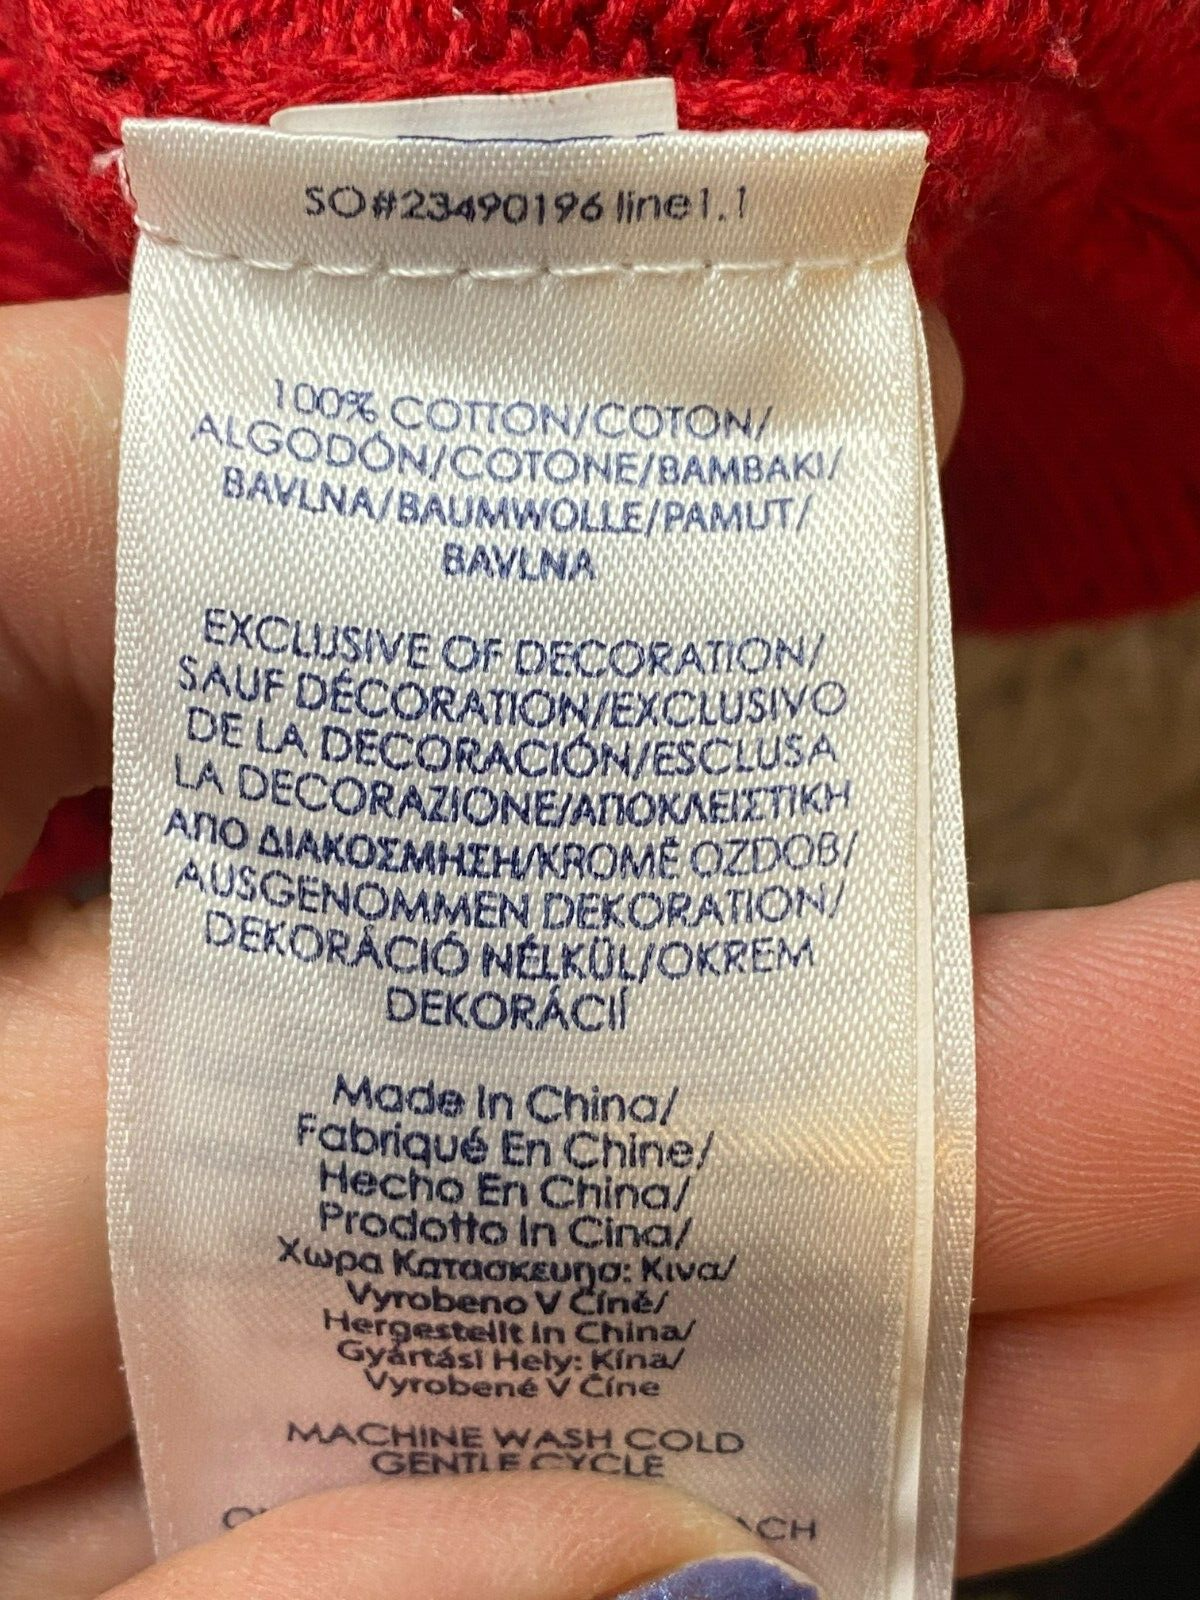 SO#23490196 line1.1
100% COTTON/COTON/
ALGODÓN/COTONE/BAMBAKI/
BAVLNA/BAUMWOLLE/PAMUT/
BAVLNA
EXCLUSIVE OF DECORATION/
SAUF DÉCORATION/EXCLUSIVO
DE LA DECORACIÓN/ESCLUSA
LA DECORAZIONE/ΑΠΟΚΛΕΙΣΤΙΚΗ
ΑΠΟ ΔΙΑΚΟΣΜΗΣΗ/KROMĚ OZDOB/
AUSGENOMMEN DEKORATION/
DEKORÁCIÓ NÉLKÜL/OKREM
DEKORÁCIÍ
Made In China/
Fabriqué En Chine/
Hecho En China/
Prodotto In Cina/
Χωρα Κατασκευησ: Κινα/
Vyrobeno V Číně/
Hergestellt In China/
Gyártási Hely: Kína/
Vyrobené V Číne
MACHINE WASH COLD
GENTLE CYCLE